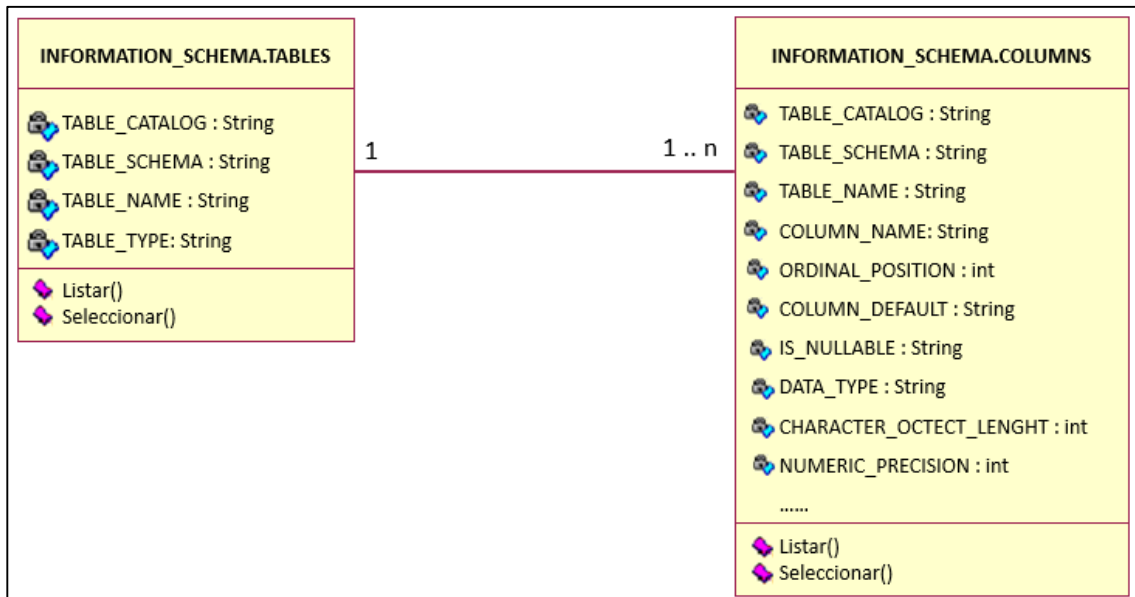 INFORMATION_SCHEMA.TABLES
TABLE_CATALOG : String
TABLE_SCHEMA : String
TABLE_NAME : String
TABLE_TYPE: String
Listar()
Seleccionar()
1
1 .. n
INFORMATION_SCHEMA.COLUMNS
TABLE_CATALOG : String
TABLE_SCHEMA : String
TABLE_NAME : String
COLUMN_NAME: String
ORDINAL_POSITION : int
COLUMN_DEFAULT : String
IS_NULLABLE : String
DATA_TYPE : String
CHARACTER_OCTECT_LENGHT : int
NUMERIC_PRECISION : int
......
Listar()
Seleccionar()